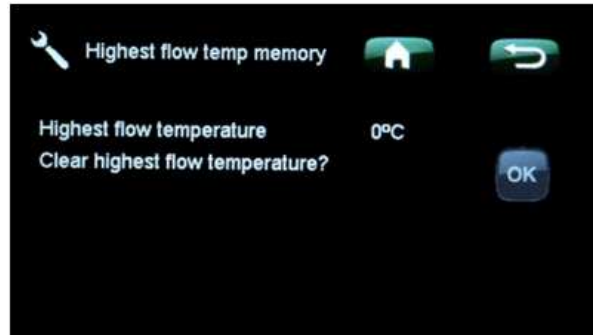 Highest flow temp memory
Highest flow temperature 0ºC
Clear highest flow temperature?
OK